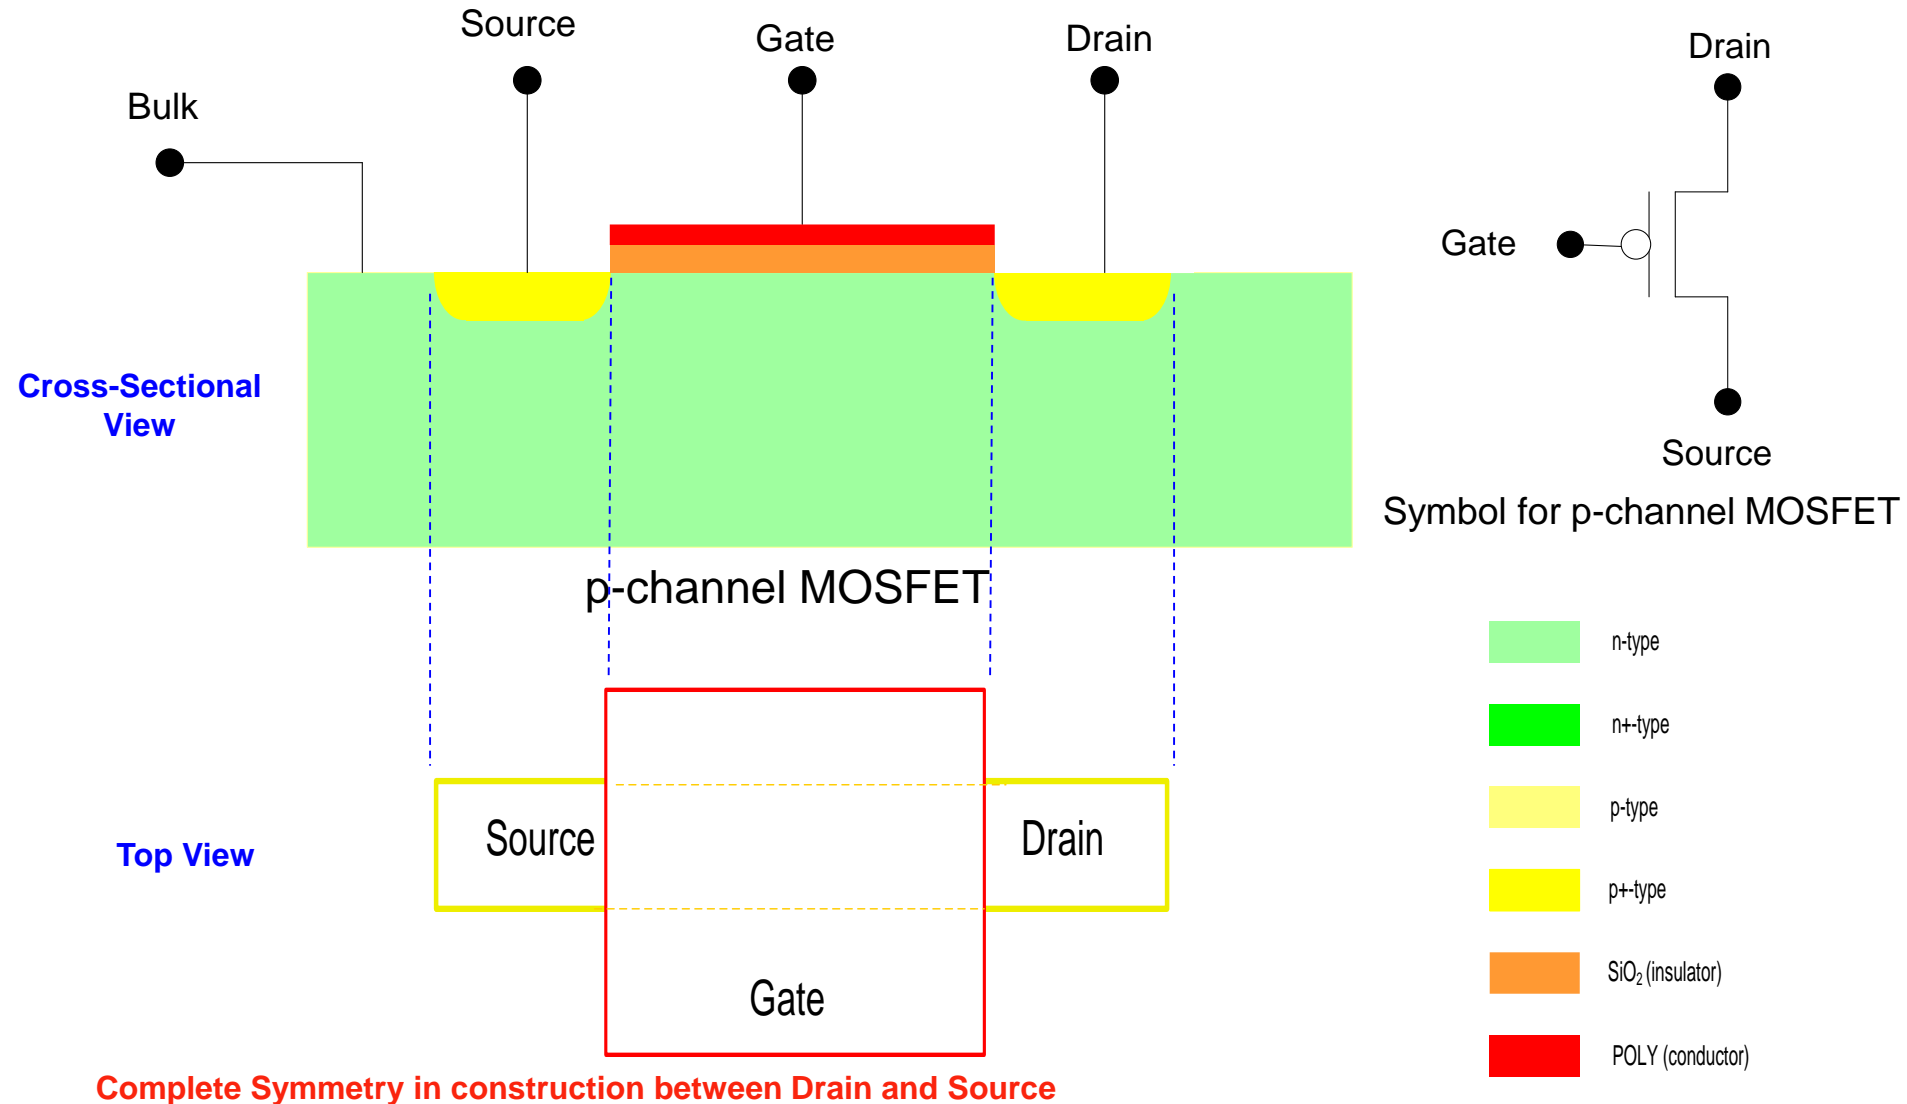 Source
Gate
Drain
Bulk
Drain
Gate
Source
Symbol for p-channel MOSFET
Cross-Sectional
View
p-channel MOSFET
n-type
n+-type
p-type
p+-type
SiO2 (insulator)
POLY (conductor)
Top View
Source
Drain
Gate
Complete Symmetry in construction between Drain and Source